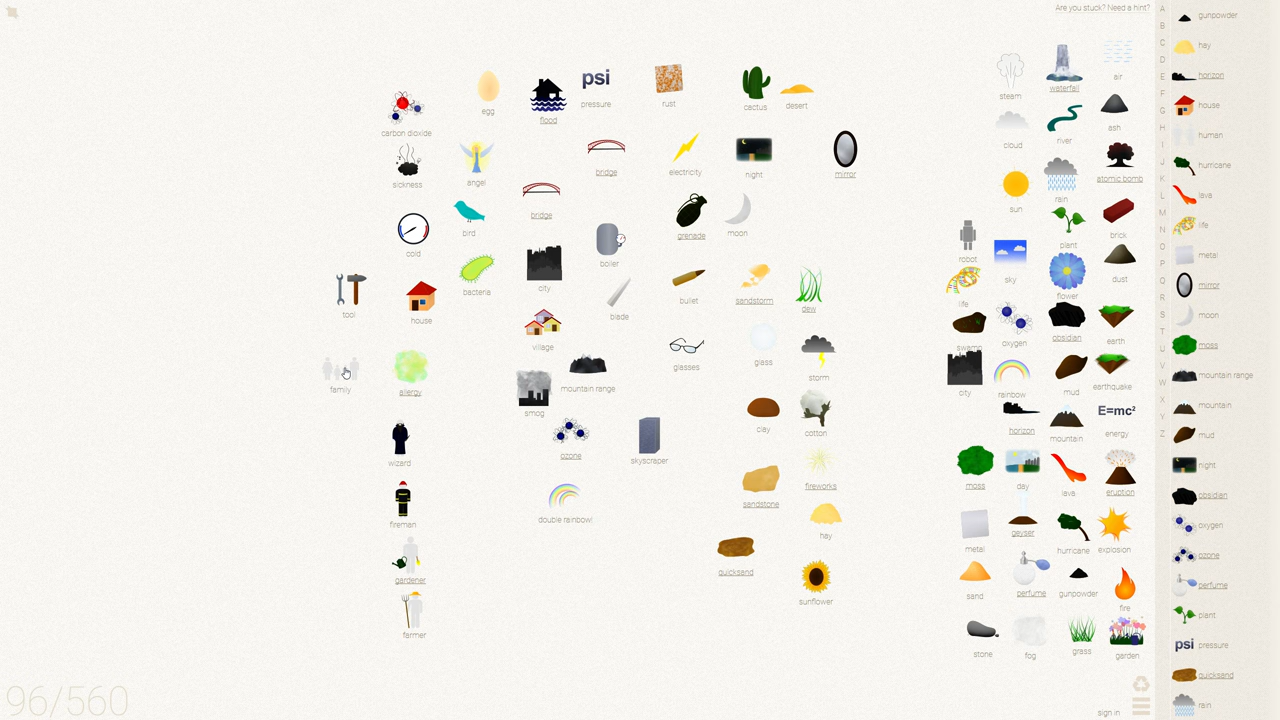 Are you stuck? Need a hint?
carbon dioxide
egg
flood
psi
pressure
rust
cactus
desert
steam
waterfall
air
sickness
angel
bridge
electricity
night
mirror
cloud
river
ash
cold
bird
bridge
boiler
grenade
moon
sun
rain
atomic bomb
tool
house
bacteria
city
blade
bullet
sandstorm
dew
robot
sky
plant
brick
life
flower
dust
family
allergy
village
smog
mountain range
glasses
glass
storm
swamp
oxygen
obsidian
earth
wizard
ozone
skyscraper
clay
cotton
city
rainbow
mud
earthquake
fireman
double rainbow!
sandstone
fireworks
horizon
mountain
E=mc²
energy
gardener
quicksand
hay
moss
day
lava
eruption
farmer
sunflower
metal
geyser
hurricane
explosion
sand
perfume
gunpowder
fire
stone
fog
grass
garden
96/560
sign in
A
B
C
D
E
F
G
H
I
J
K
L
M
N
O
P
Q
R
S
T
U
V
W
X
Y
Z
gunpowder
hay
horizon
house
human
hurricane
lava
life
metal
mirror
moon
moss
mountain range
mountain
mud
night
obsidian
oxygen
ozone
perfume
plant
psi
pressure
quicksand
rain